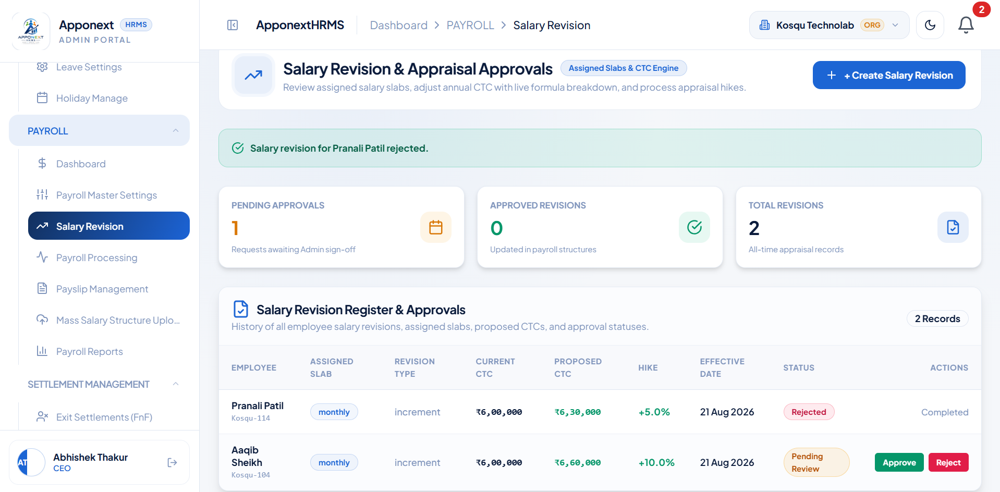 APPONEXT
HRMS
Apponext HRMS
ADMIN PORTAL
Leave Settings
Holiday Manage
PAYROLL
Dashboard
Payroll Master Settings
Salary Revision
Payroll Processing
Payslip Management
Mass Salary Structure Uplo...
Payroll Reports
SETTLEMENT MANAGEMENT
Exit Settlements (FnF)
AT
Abhishek Thakur
CEO
ApponextHRMS
Dashboard > PAYROLL > Salary Revision
Kosqu Technolab ORG
2
Salary Revision & Appraisal Approvals
Assigned Slabs & CTC Engine
Review assigned salary slabs, adjust annual CTC with live formula breakdown, and process appraisal hikes.
+ + Create Salary Revision
Salary revision for Pranali Patil rejected.
PENDING APPROVALS
1
Requests awaiting Admin sign-off
APPROVED REVISIONS
0
Updated in payroll structures
TOTAL REVISIONS
2
All-time appraisal records
Salary Revision Register & Approvals
History of all employee salary revisions, assigned slabs, proposed CTCs, and approval statuses.
2 Records
EMPLOYEE
ASSIGNED
SLAB
REVISION
TYPE
CURRENT
CTC
PROPOSED
CTC
HIKE
EFFECTIVE
DATE
STATUS
ACTIONS
Pranali Patil
Kosqu-114
monthly
increment
₹6,00,000
₹6,30,000
+5.0%
21 Aug 2026
Rejected
Completed
Aaqib
Sheikh
Kosqu-104
monthly
increment
₹6,00,000
₹6,60,000
+10.0%
21 Aug 2026
Pending
Review
Approve
Reject